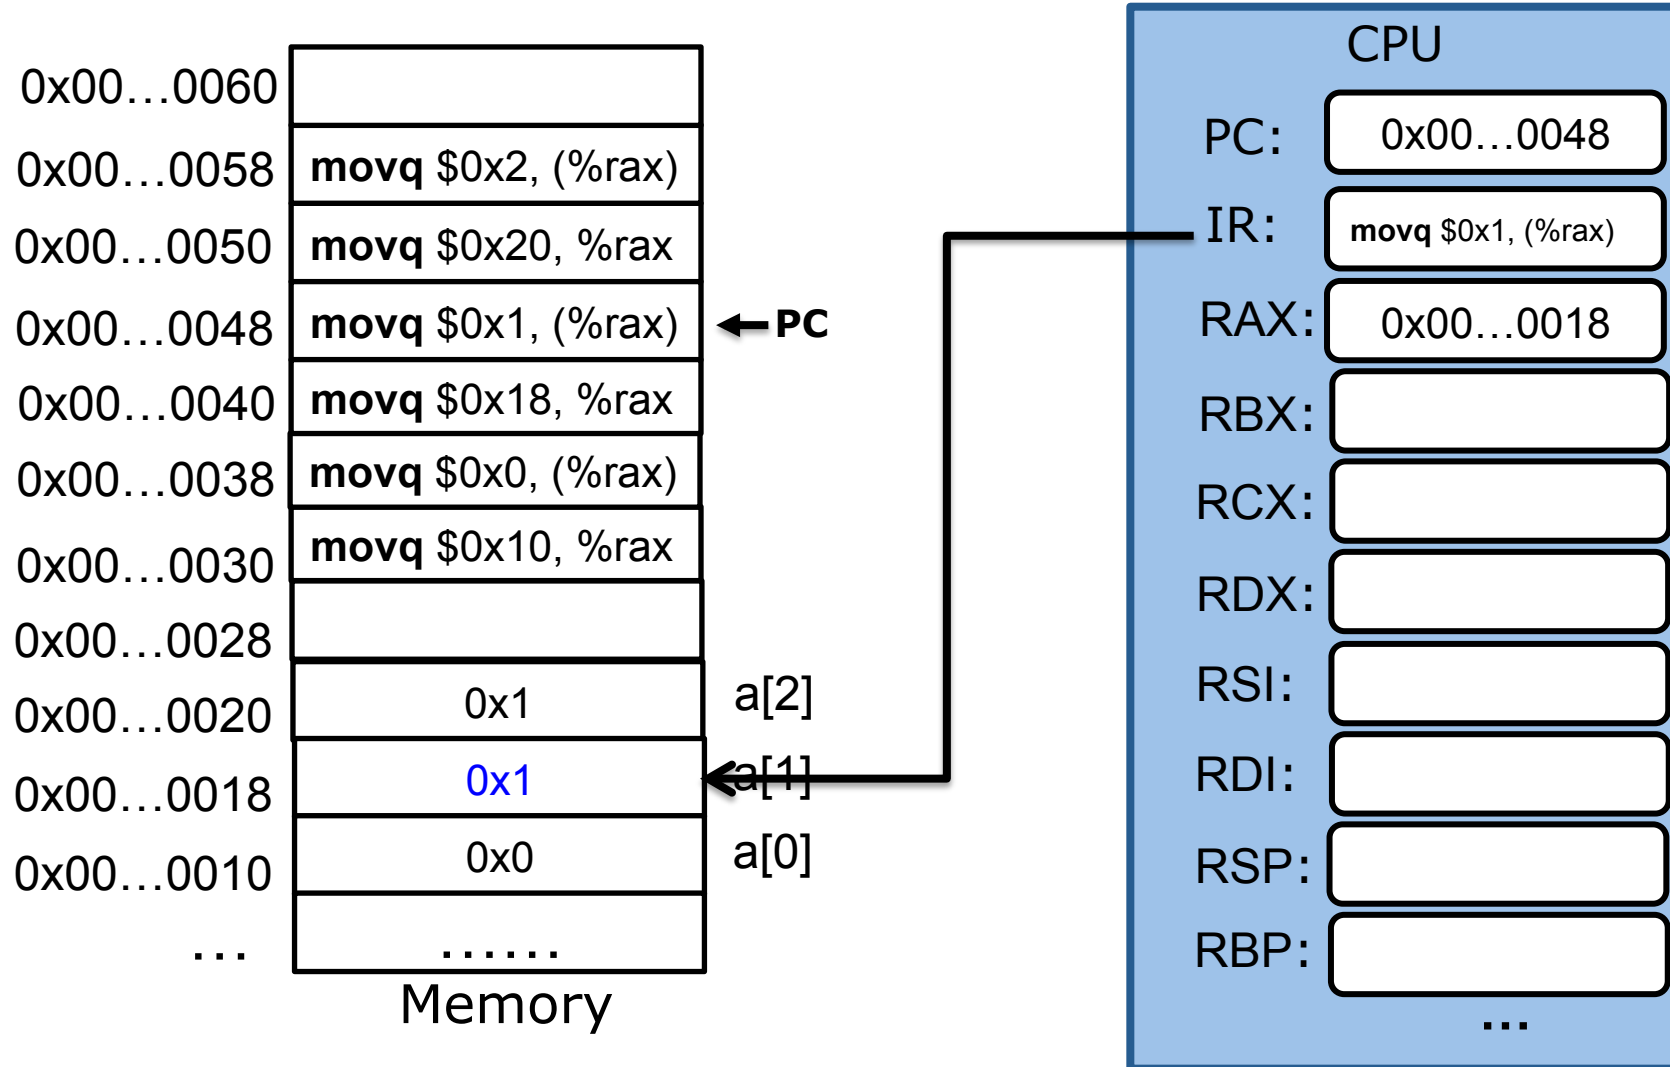 0x00…0060
0x00…0058 movq $0x2, (%rax)
0x00…0050 movq $0x20, %rax
0x00…0048 movq $0x1, (%rax) PC
0x00…0040 movq $0x18, %rax
0x00…0038 movq $0x0, (%rax)
0x00…0030 movq $0x10, %rax
0x00…0028
0x00…0020 0x1 a[2]
0x00…0018 0x1 a[1]
0x00…0010 0x0 a[0]
… ……
Memory
CPU
PC: 0x00…0048
IR: movq $0x1, (%rax)
RAX: 0x00…0018
RBX:
RCX:
RDX:
RSI:
RDI:
RSP:
RBP:
…